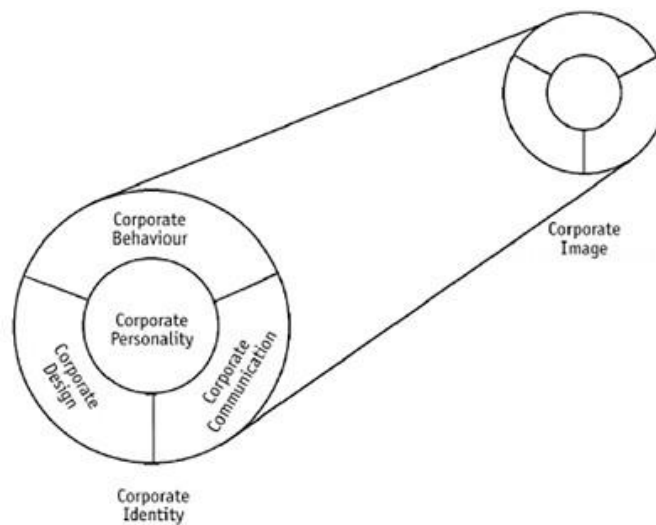 Corporate
Behaviour
Corporate
Personality
Corporate
Design
Corporate
Communication
Corporate
Image
Corporate
Identity